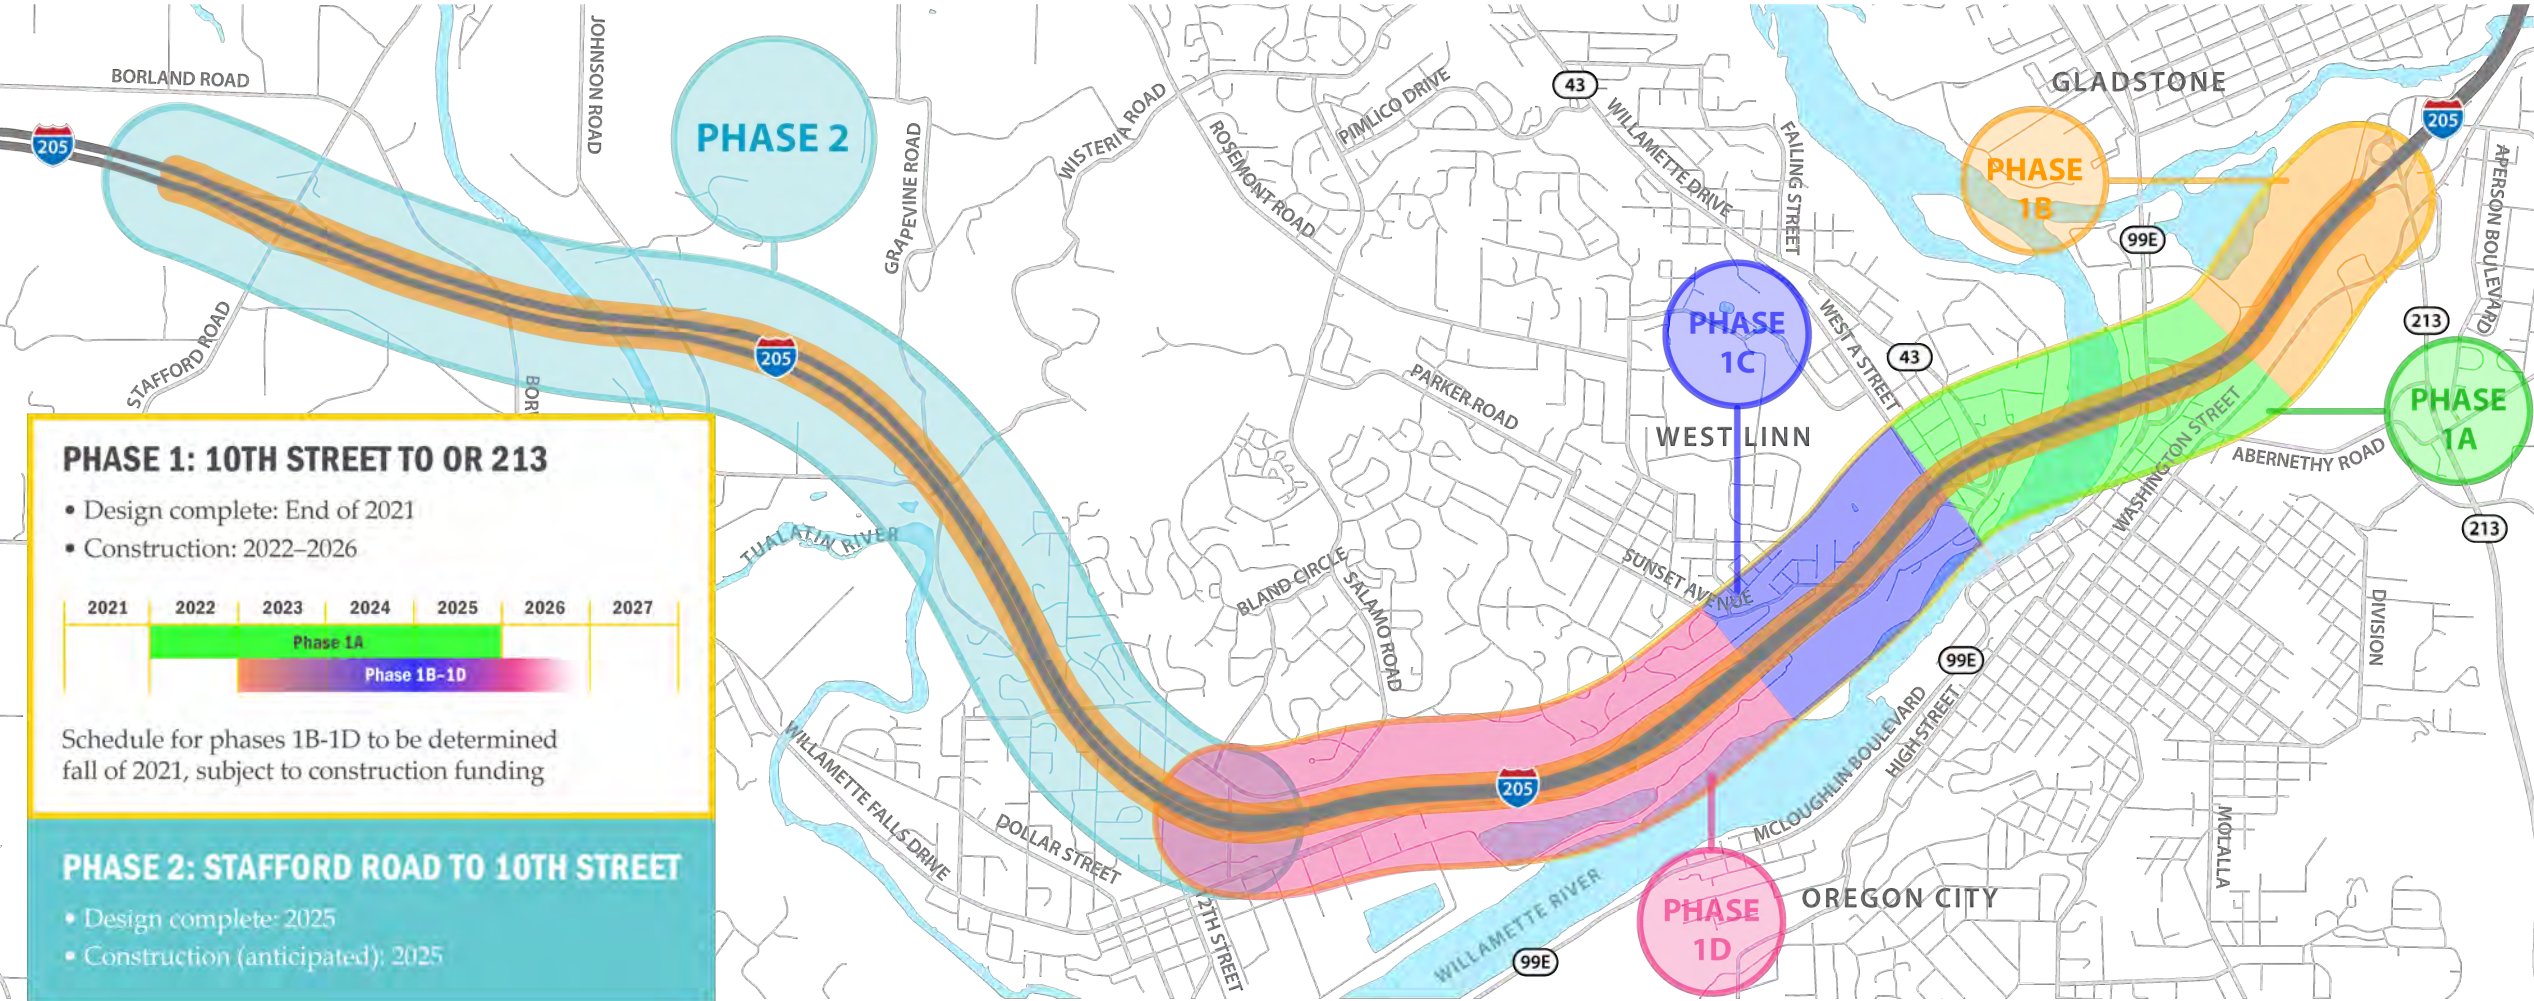 BORLAND ROAD
JOHNSON ROAD
PHASE 2
GRAPEVINE ROAD
WISTERIA ROAD
ROSEMONT ROAD
PIMLICO DRIVE
43
WILLAMETTE DRIVE
FAILING STREET
GLADSTONE
205
205
PHASE
1B
99E
APERSON BOULEVARD
213
PHASE
1C
WEST A STREET
43
STAFFORD ROAD
205
PARKER ROAD
WEST LINN
PHASE
1A
WASHINGTON STREET
ABERNETHY ROAD
213
TUALATIN RIVER
BLAND CIRCLE
SALAMO ROAD
SUNSET AVENUE
DIVISION
99E
WILLAMETTE FALLS DRIVE
DOLLAR STREET
205
MCLOUGHLIN BOULEVARD
HIGH STREET
MOLALLA
PHASE
1D
OREGON CITY
WILLAMETTE RIVER
99E
12TH STREET
PHASE 1: 10TH STREET TO OR 213
• Design complete: End of 2021
• Construction: 2022–2026
2021 2022 2023 2024 2025 2026 2027
Phase 1A
Phase 1B–1D
Schedule for phases 1B-1D to be determined
fall of 2021, subject to construction funding
PHASE 2: STAFFORD ROAD TO 10TH STREET
• Design complete: 2025
• Construction (anticipated): 2025